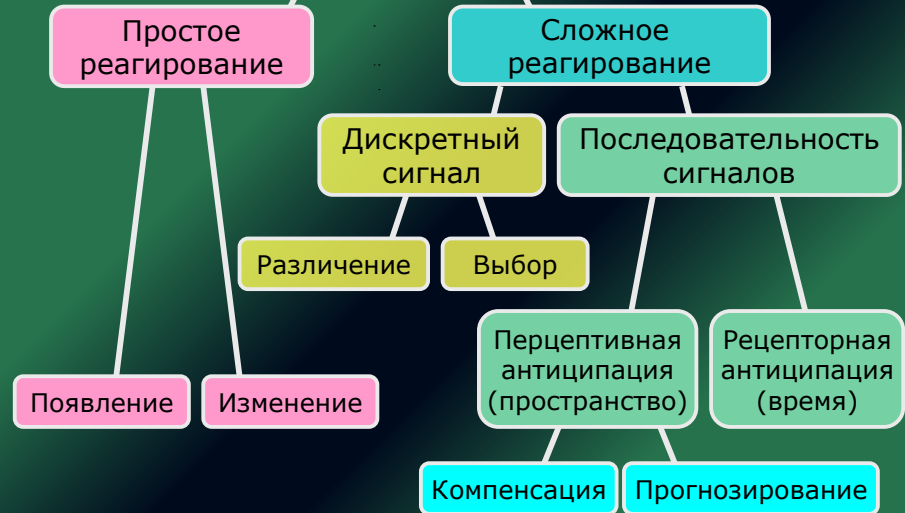 Простое
реагирование
Сложное
реагирование
Дискретный
сигнал
Последовательность
сигналов
Различение
Выбор
Перцептивная
антиципация
(пространство)
Рецепторная
антиципация
(время)
Появление
Изменение
Компенсация
Прогнозирование